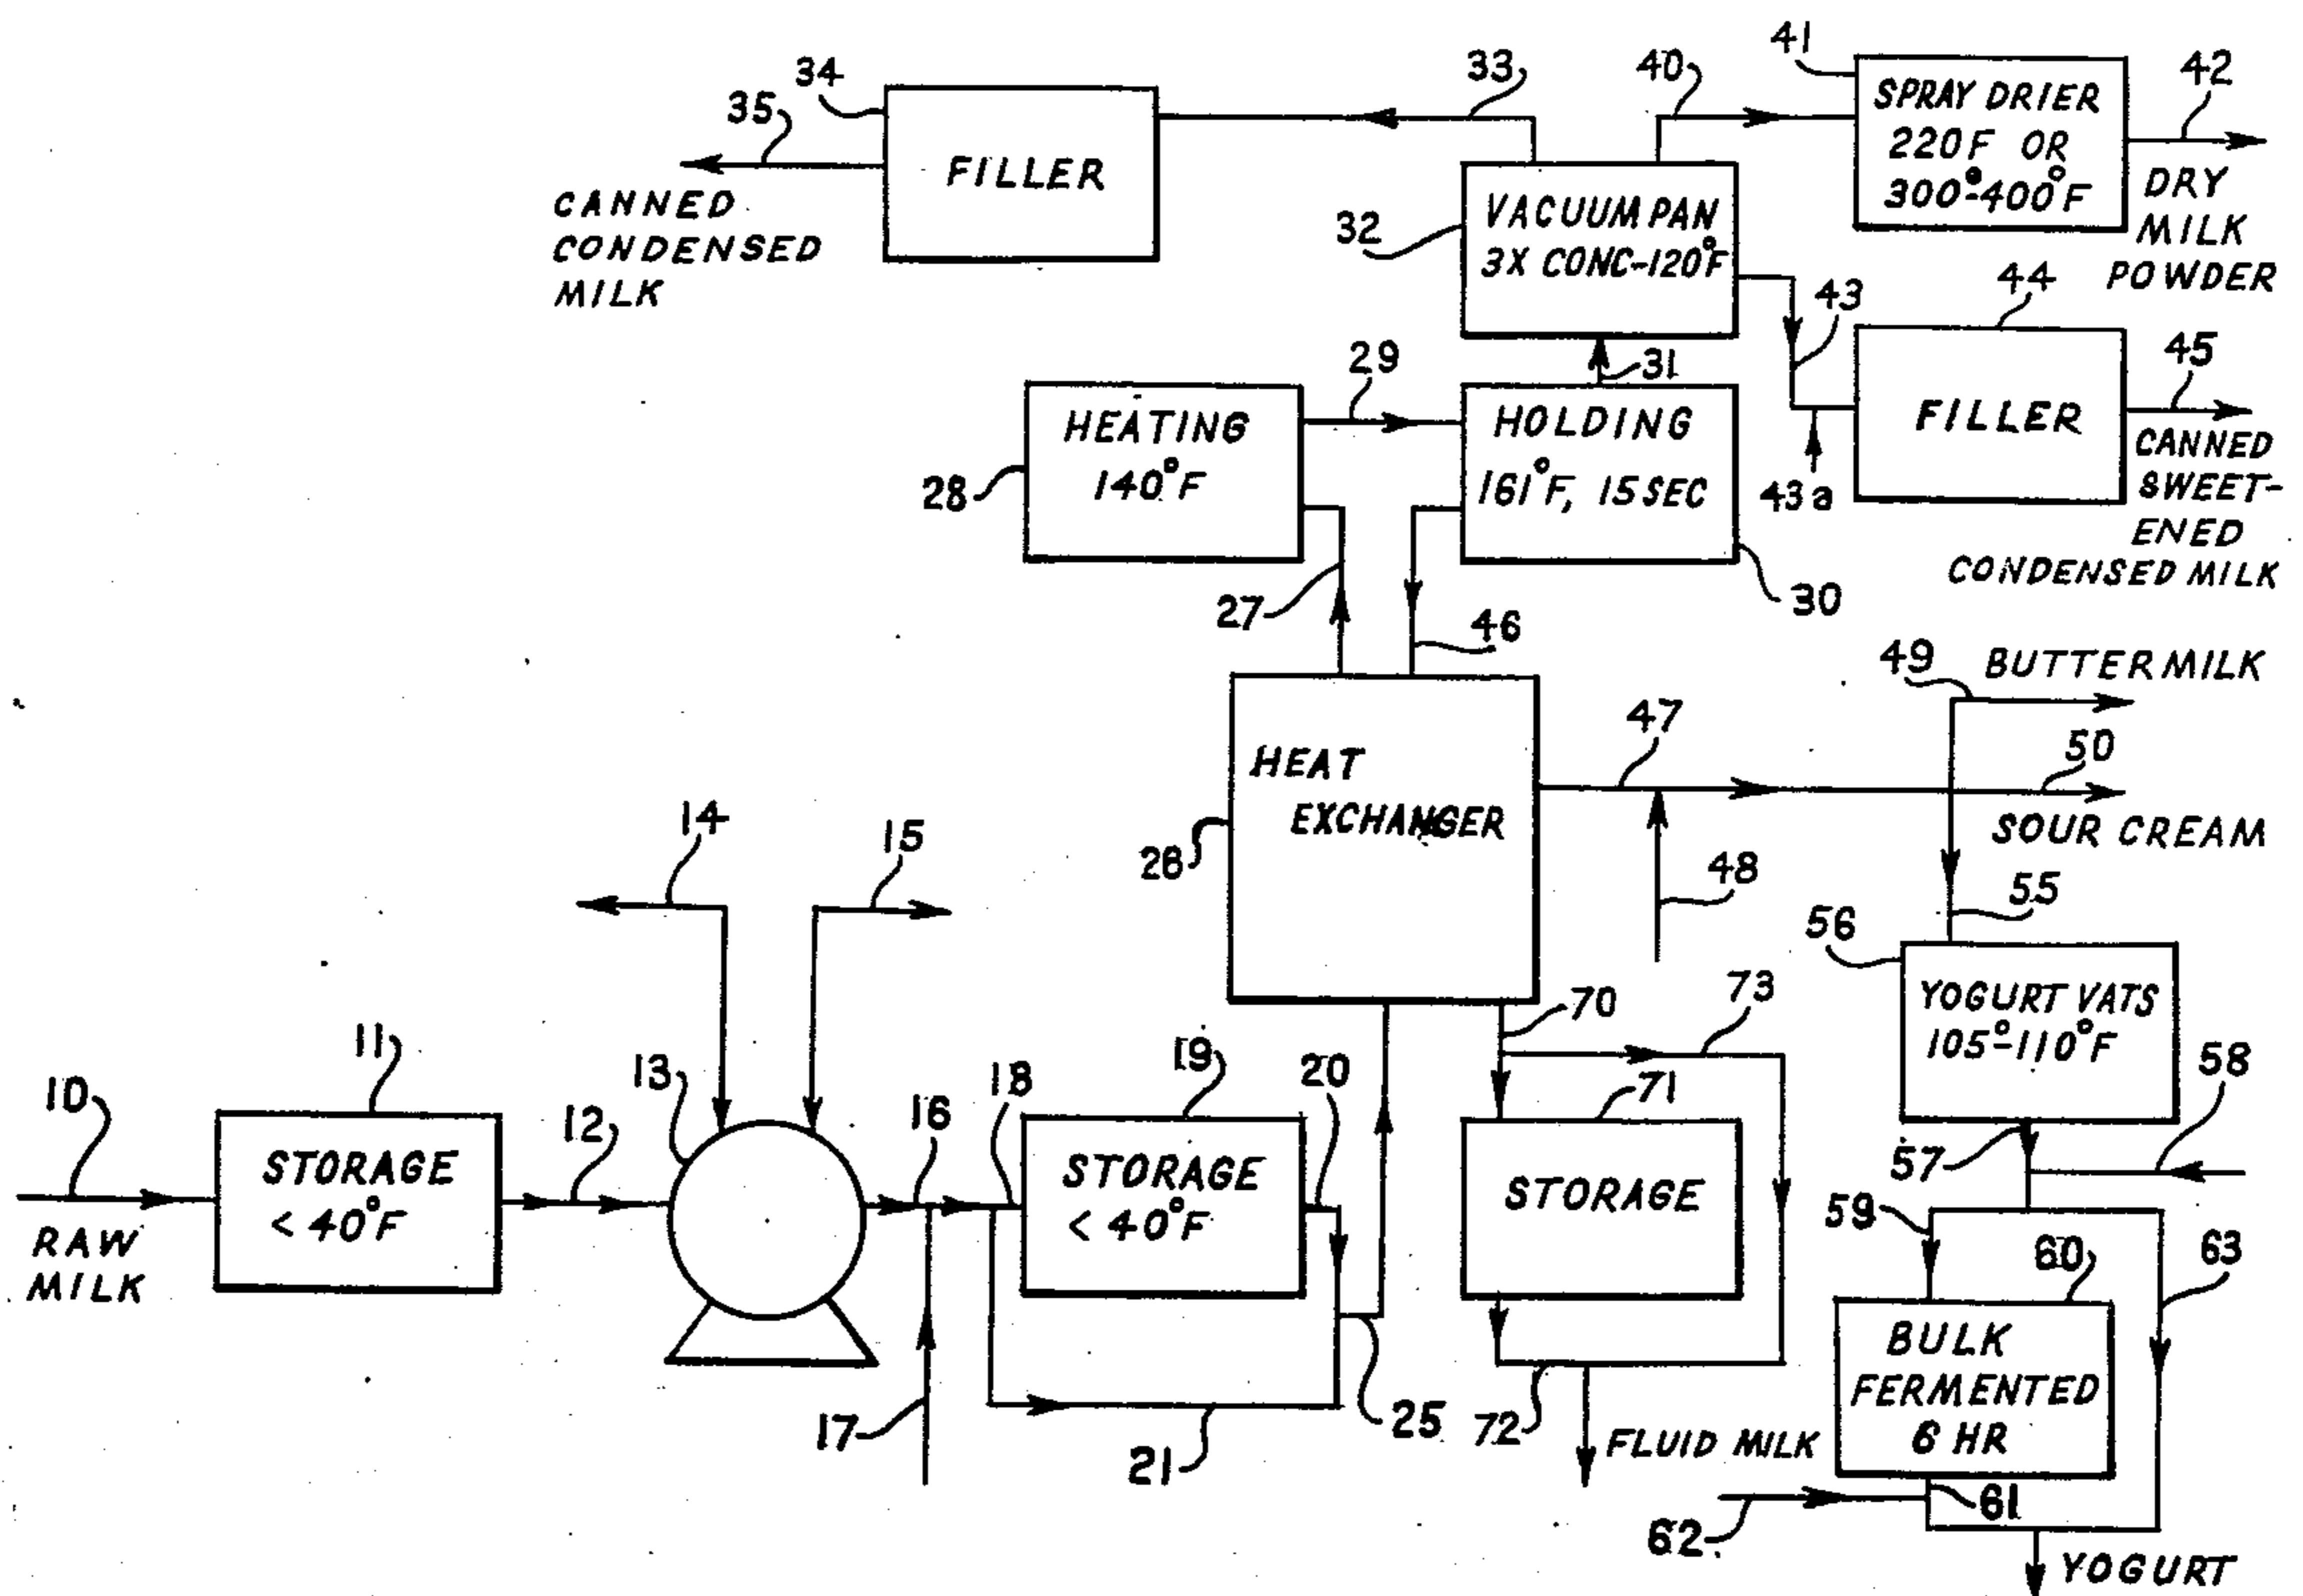 41
33
40
42
34
35
SPRAY DRIER
220F OR
300°-400°F
FILLER
CANNED
CONDENSED
MILK
32
VACUUM PAN
3X CONC-120°F
DRY
MILK
POWDER
44
43
29
31
45
HEATING
140°F
HOLDING
161°F, 15 SEC
FILLER
28
43a
CANNED
SWEET-
ENED
CONDENSED MILK
27
46
30
49
BUTTERMILK
47
50
HEAT
EXCHANGER
SOUR CREAM
14
15
26
48
55
56
73
70
YOGURT VATS
105°-110°F
11
13
19
20
18
71
58
10
12
16
STORAGE
< 40°F
STORAGE
< 40°F
STORAGE
57
59
RAW
MILK
60
63
BULK
FERMENTED
6 HR
17
21
25
72
FLUID MILK
61
62
YOGURT